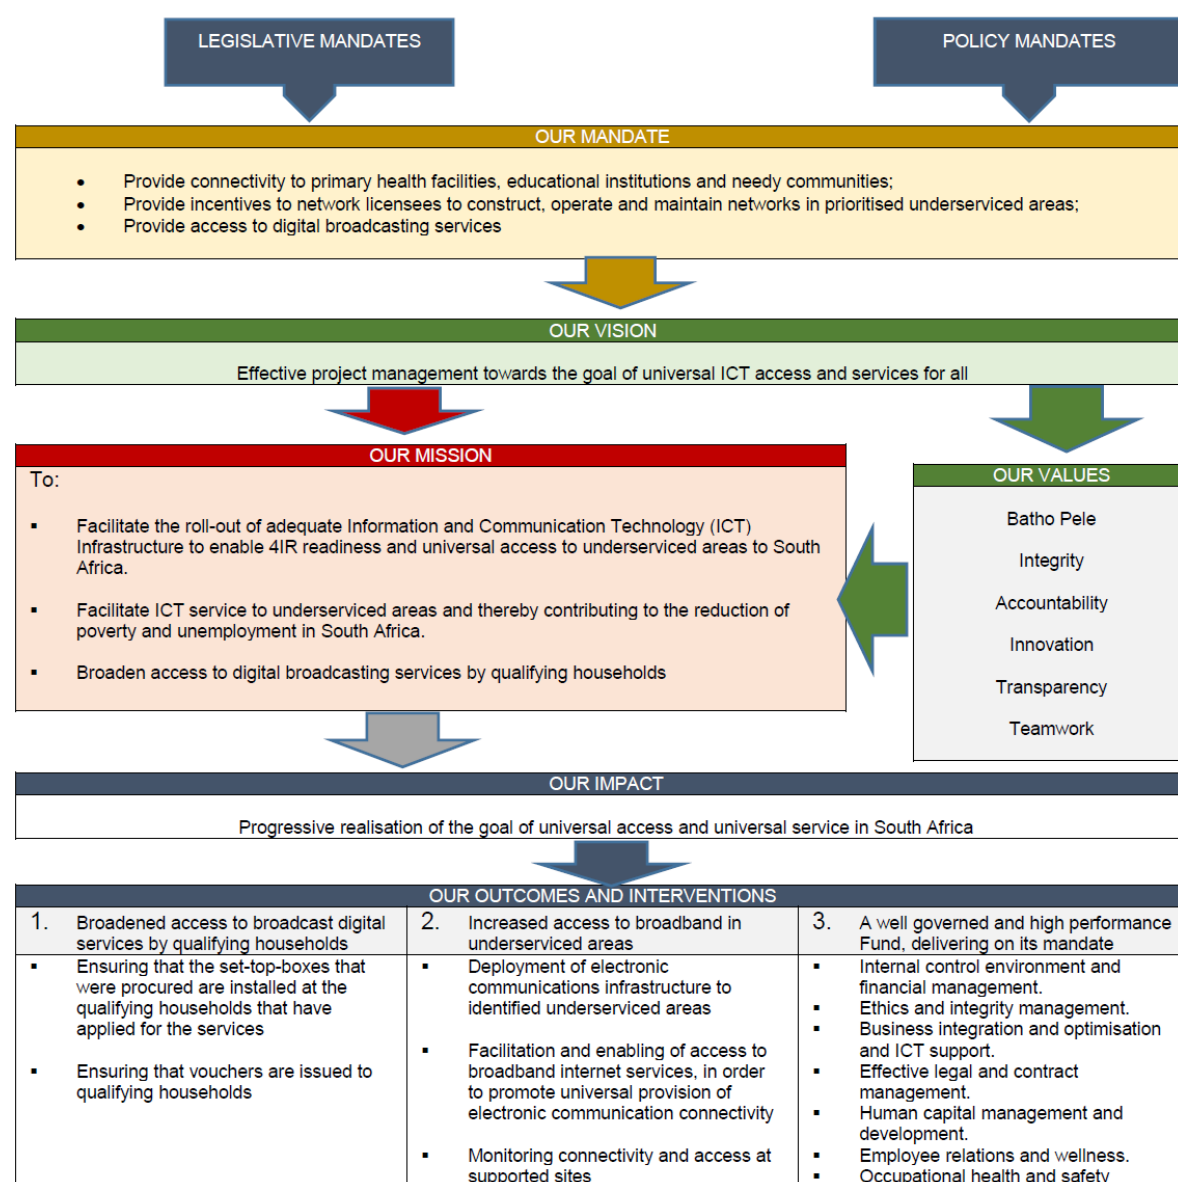 LEGISLATIVE MANDATES
POLICY MANDATES
OUR MANDATE
• Provide connectivity to primary health facilities, educational institutions and needy communities;
• Provide incentives to network licensees to construct, operate and maintain networks in prioritised underserviced areas;
• Provide access to digital broadcasting services
OUR VISION
Effective project management towards the goal of universal ICT access and services for all
OUR MISSION
To:
▪ Facilitate the roll-out of adequate Information and Communication Technology (ICT)
Infrastructure to enable 4IR readiness and universal access to underserviced areas to South
Africa.
▪ Facilitate ICT service to underserviced areas and thereby contributing to the reduction of
poverty and unemployment in South Africa.
▪ Broaden access to digital broadcasting services by qualifying households
OUR VALUES
Batho Pele
Integrity
Accountability
Innovation
Transparency
Teamwork
OUR IMPACT
Progressive realisation of the goal of universal access and universal service in South Africa
OUR OUTCOMES AND INTERVENTIONS
1. Broadened access to broadcast digital
services by qualifying households
▪ Ensuring that the set-top-boxes that
were procured are installed at the
qualifying households that have
applied for the services
▪ Ensuring that vouchers are issued to
qualifying households
2. Increased access to broadband in
underserviced areas
▪ Deployment of electronic
communications infrastructure to
identified underserviced areas
▪ Facilitation and enabling of access to
broadband internet services, in order
to promote universal provision of
electronic communication connectivity
▪ Monitoring connectivity and access at
supported sites
3. A well governed and high performance
Fund, delivering on its mandate
▪ Internal control environment and
financial management.
▪ Ethics and integrity management.
▪ Business integration and optimisation
and ICT support.
▪ Effective legal and contract
management.
▪ Human capital management and
development.
▪ Employee relations and wellness.
▪ Occupational health and safety